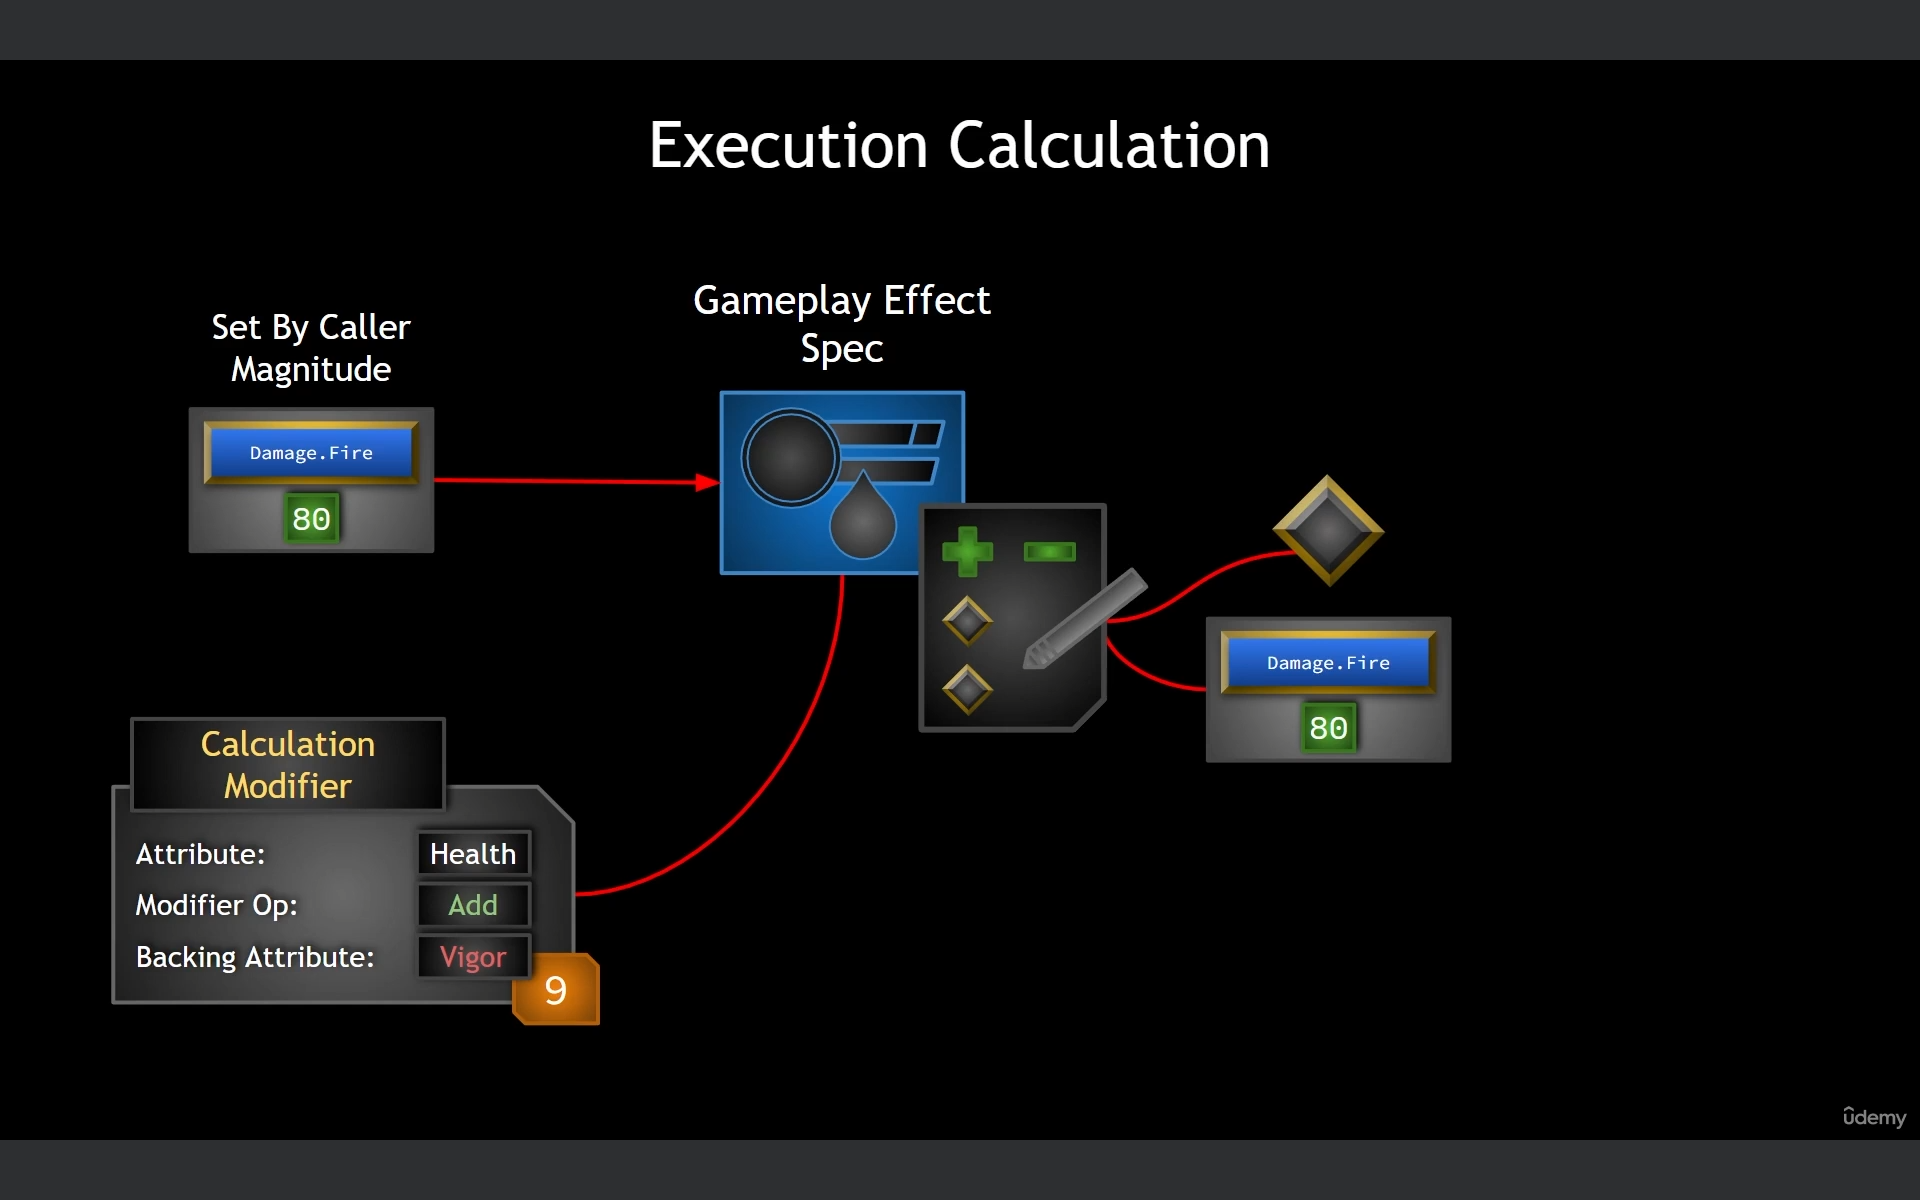 Execution Calculation
Gameplay Effect
Spec
Set By Caller
Magnitude
Damage.Fire
80
Damage.Fire
80
Calculation
Modifier
Attribute: Health
Modifier Op: Add
Backing Attribute: Vigor
9
ûdemy